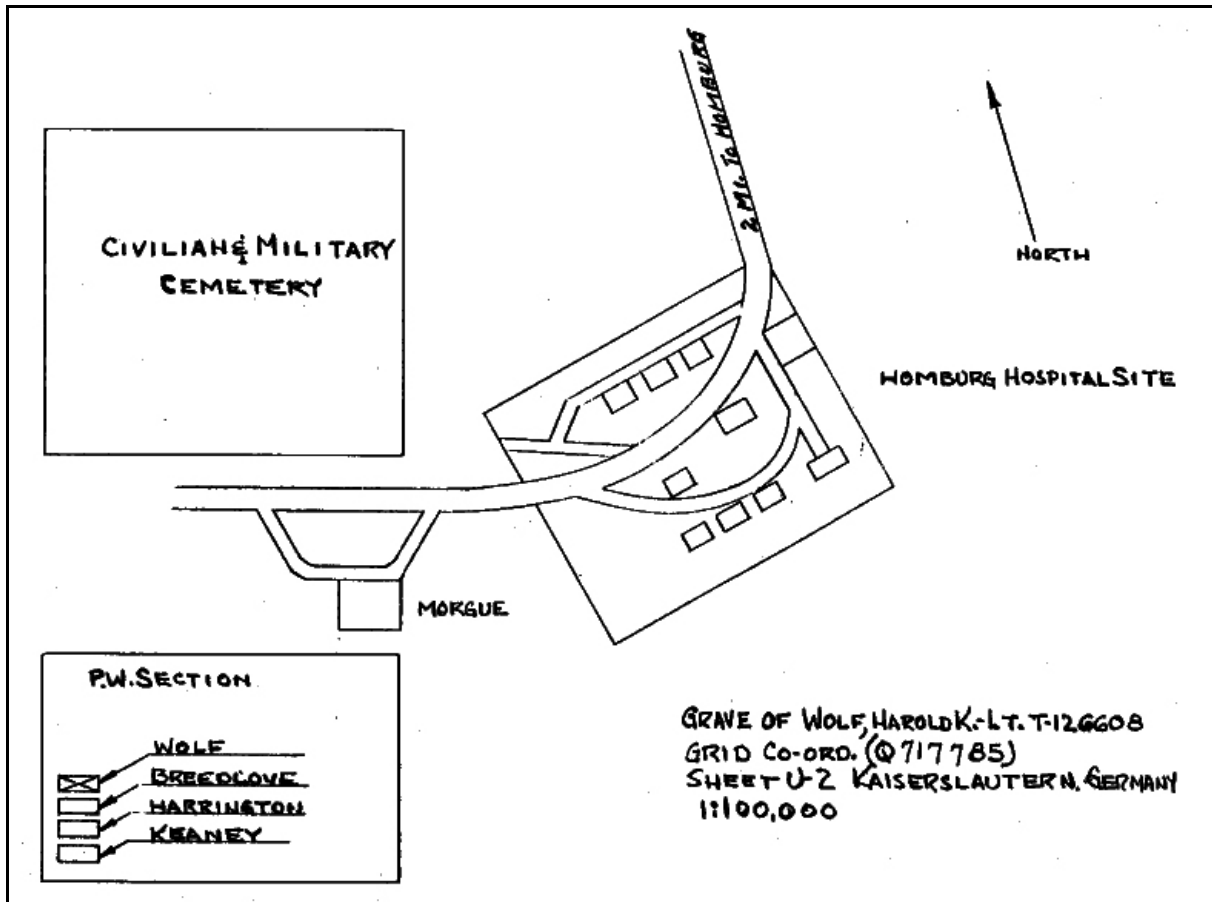 2 MI. TO HOMBURG
CIVILIAN & MILITARY
CEMETERY
NORTH
HOMBURG HOSPITAL SITE
MORGUE
P.W. SECTION
WOLF
BREEDLOVE
HARRINGTON
KEANEY
GRAVE OF WOLF, HAROLD K.-LT. T-126608
GRID CO-ORD. (Q717785)
SHEET U-2 KAISERSLAUTERN, GERMANY
1:100,000